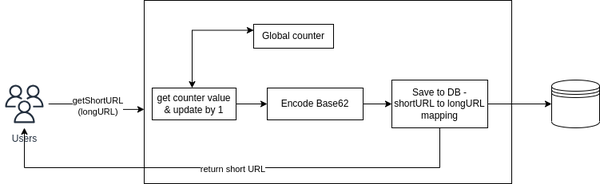 Global counter
getShortURL
(longURL)
get counter value
& update by 1
Encode Base62
Save to DB -
shortURL to longURL
mapping
Users
return short URL